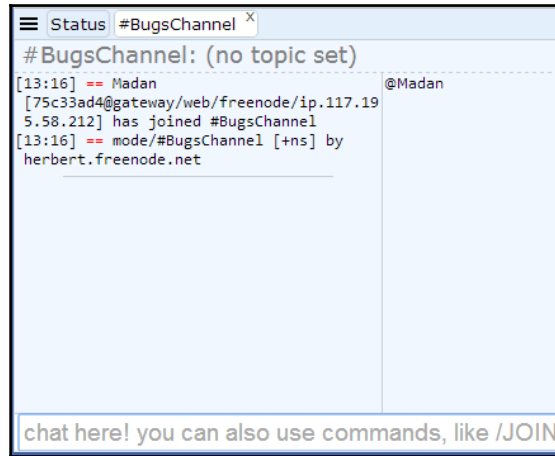 Status #BugsChannel X
#BugsChannel: (no topic set)
[13:16] == Madan
[75c33ad4@gateway/web/freenode/ip.117.19
5.58.212] has joined #BugsChannel
[13:16] == mode/#BugsChannel [+ns] by
herbert.freenode.net
@Madan
chat here! you can also use commands, like /JOIN